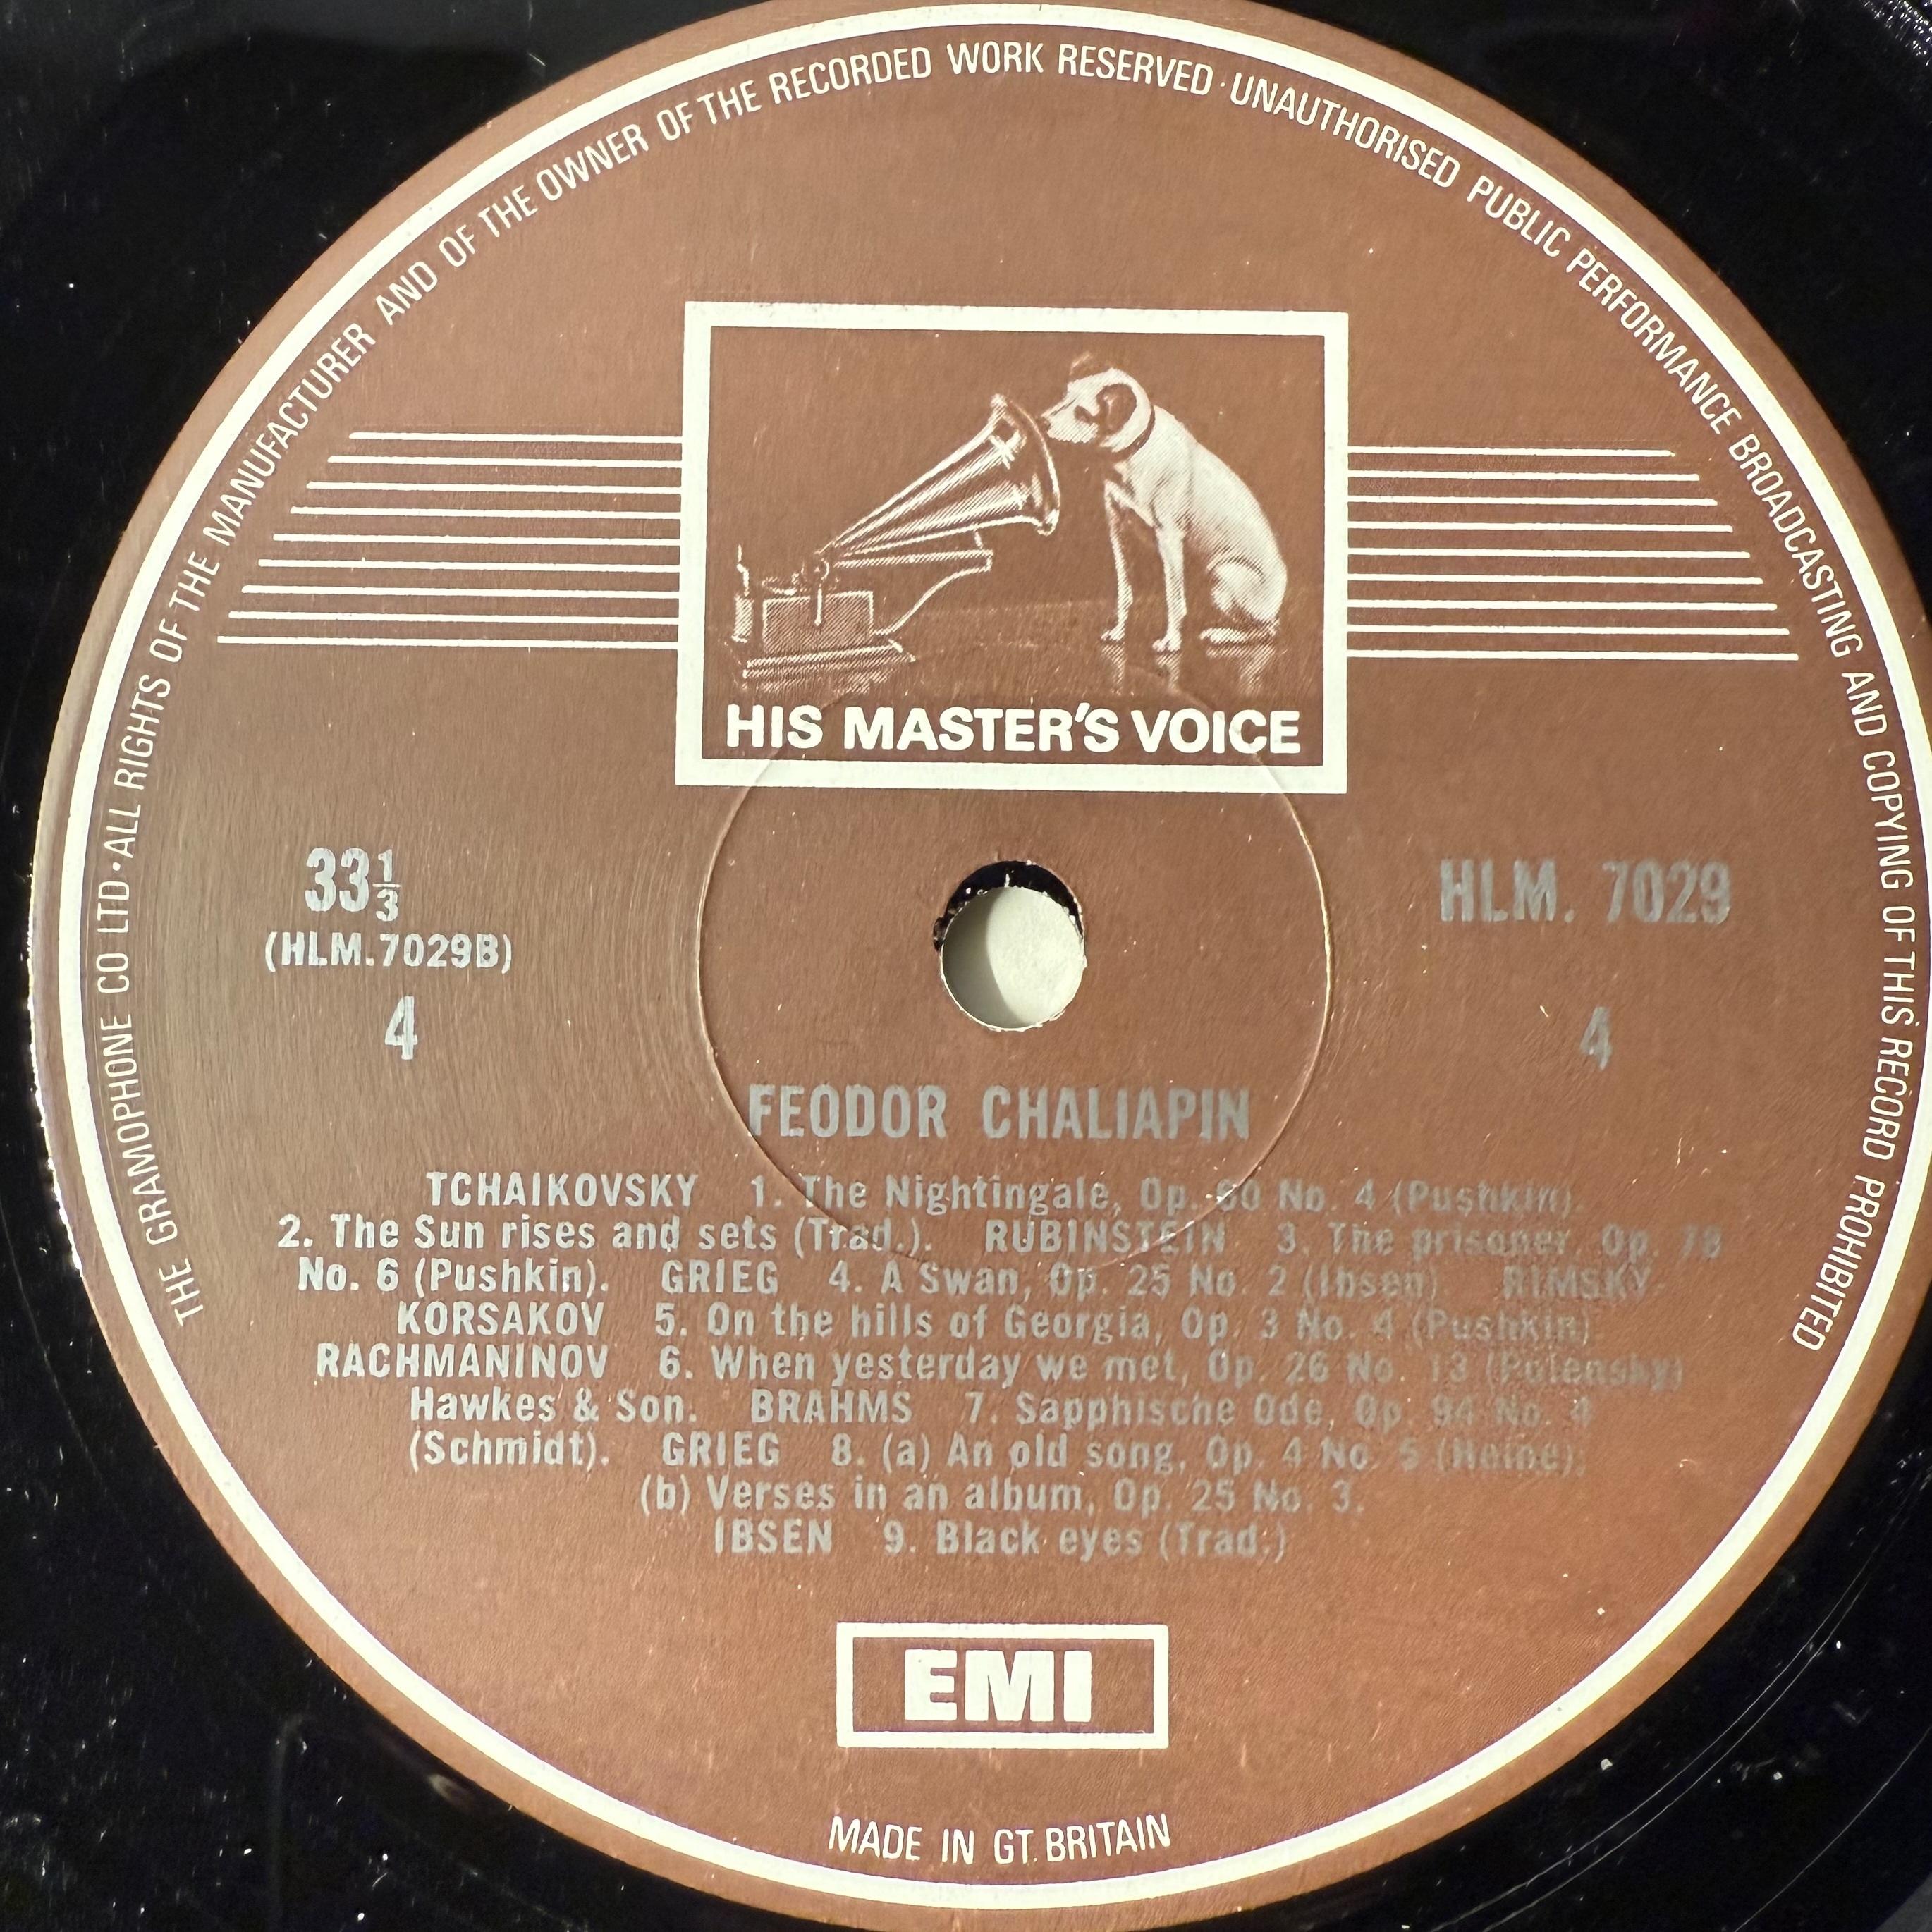 THE GRAMOPHONE CO LTD·ALL RIGHTS OF THE MANUFACTURER AND OF THE OWNER OF THE RECORDED WORK RESERVED·UNAUTHORISED PUBLIC PERFORMANCE BROADCASTING AND COPYING OF THIS RECORD PROHIBITED
HIS MASTER'S VOICE
33⅓
(HLM.7029B)
4
HLM. 7029
4
FEODOR CHALIAPIN
TCHAIKOVSKY 1. The Nightingale, Op. 60 No. 4 (Pushkin).
2. The Sun rises and sets (Trad.). RUBINSTEIN 3. The prisoner, Op. 78
No. 6 (Pushkin). GRIEG 4. A Swan, Op. 25 No. 2 (Ibsen). RIMSKY-
KORSAKOV 5. On the hills of Georgia, Op. 3 No. 4 (Pushkin)
RACHMANINOV 6. When yesterday we met, Op. 26 No. 13 (Polensky)
Hawkes & Son. BRAHMS 7. Sapphische Ode, Op. 94 No. 4
(Schmidt). GRIEG 8. (a) An old song, Op. 4 No. 5 (Heine);
(b) Verses in an album, Op. 25 No. 3.
IBSEN 9. Black eyes (Trad.)
EMI
MADE IN GT. BRITAIN